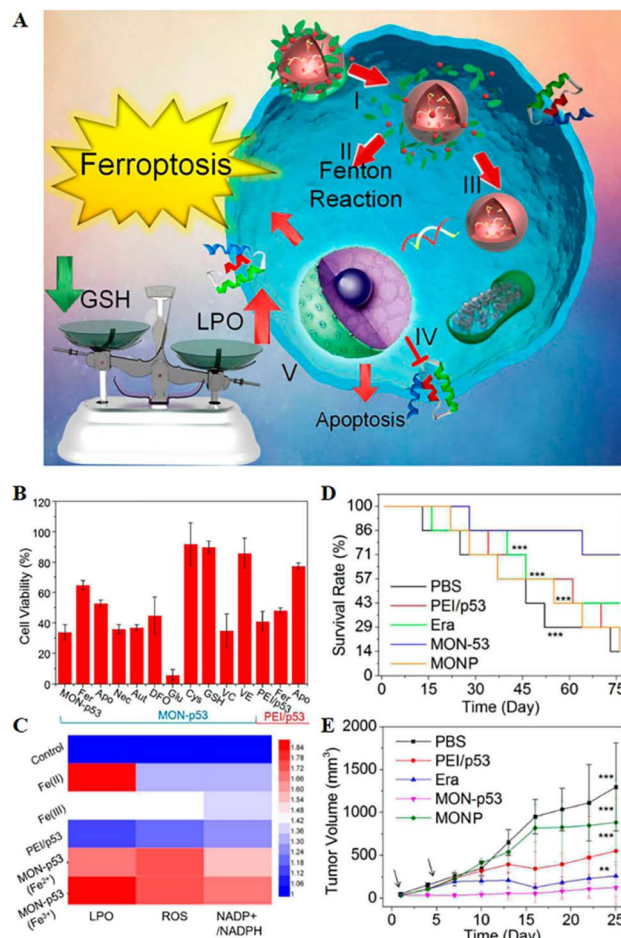 A
I
II
Fenton
Reaction
III
Ferroptosis
GSH
LPO
IV
V
Apoptosis
B
Cell Viability (%)
120
100
80
60
40
20
0
MON-p53
Fer
Apo
Nec
Aut
DFO
Glu
Cys
GSH
VC
VE
PEI/p53
Fer
Apo
MON-p53
PEI/p53
C
Control
Fe(II)
Fe(III)
PEI/p53
MON-p53
(Fe²⁺)
MON-p53
(Fe³⁺)
LPO
ROS
NADP+
/NADPH
1.84
1.78
1.72
1.66
1.60
1.54
1.48
1.42
1.36
1.30
1.24
1.18
1.12
1.06
1
D
Survival Rate (%)
100
86
71
57
43
29
14
0
PBS
PEI/p53
Era
MON-53
MONP
***
***
***
***
0
15
30
45
60
75
Time (Day)
E
Tumor Volume (mm³)
2000
1500
1000
500
0
PBS
PEI/p53
Era
MON-p53
MONP
***
***
***
**
0
5
10
15
20
25
Time (Day)